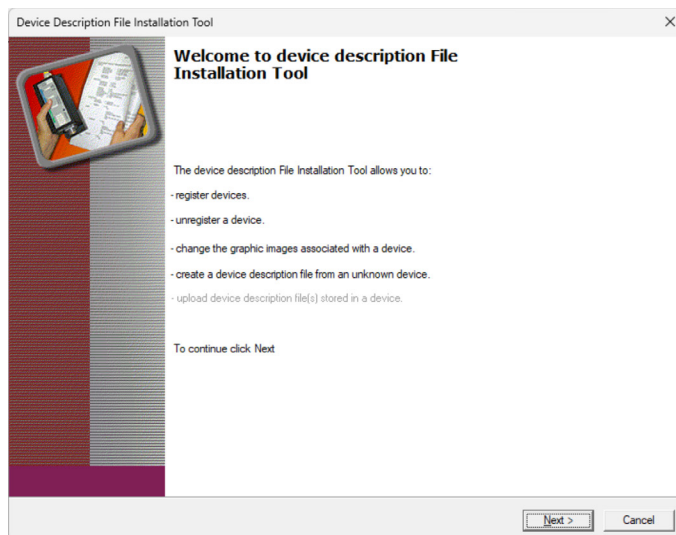 Device Description File Installation Tool
Welcome to device description File
Installation Tool
The device description File Installation Tool allows you to:
- register devices.
- unregister a device.
- change the graphic images associated with a device.
- create a device description file from an unknown device.
- upload device description file(s) stored in a device.
To continue click Next
Next >
Cancel